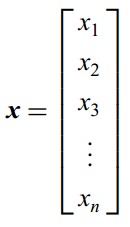 x =
x₁
x₂
x₃
⋮
xₙ